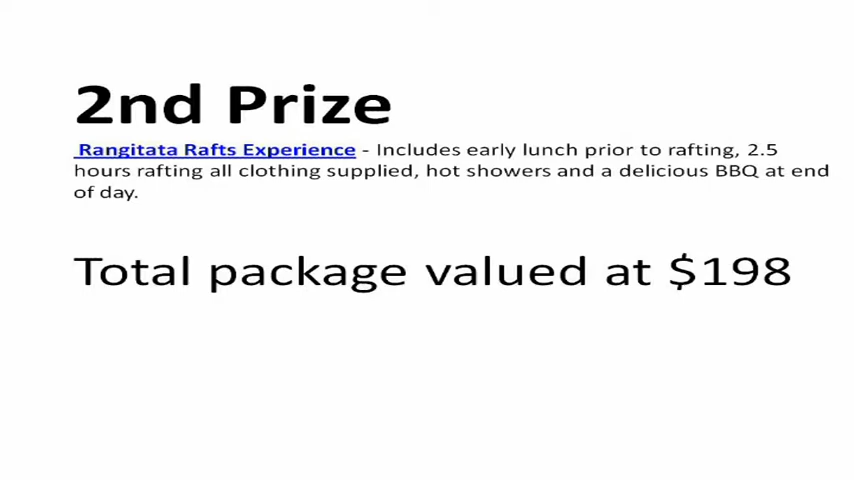 2nd Prize
Rangitata Rafts Experience - Includes early lunch prior to rafting, 2.5
hours rafting all clothing supplied, hot showers and a delicious BBQ at end
of day.
Total package valued at $198